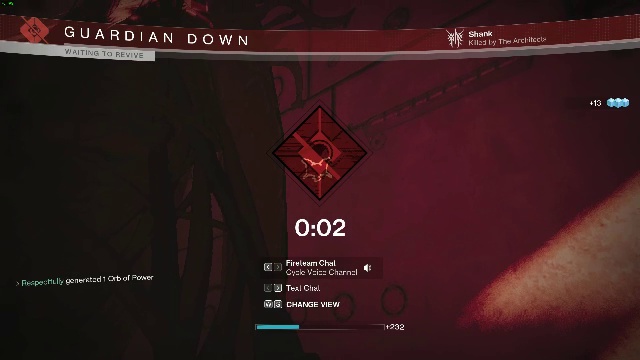 GUARDIAN DOWN
WAITING TO REVIVE
Shank
Killed by The Architects
+13
0:02
Fireteam Chat
Cycle Voice Channel
> Respectfully generated 1 Orb of Power
Text Chat
CHANGE VIEW
+232